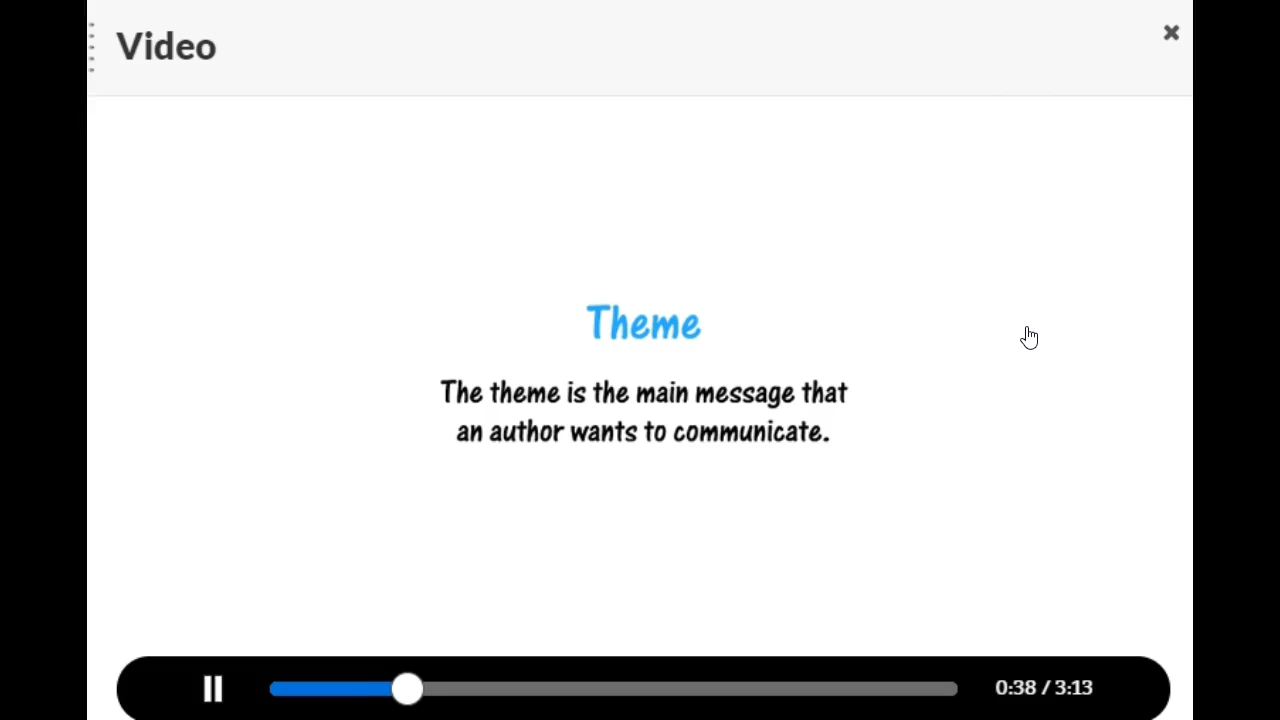 Video
Theme
The theme is the main message that
an author wants to communicate.
0:38 / 3:13